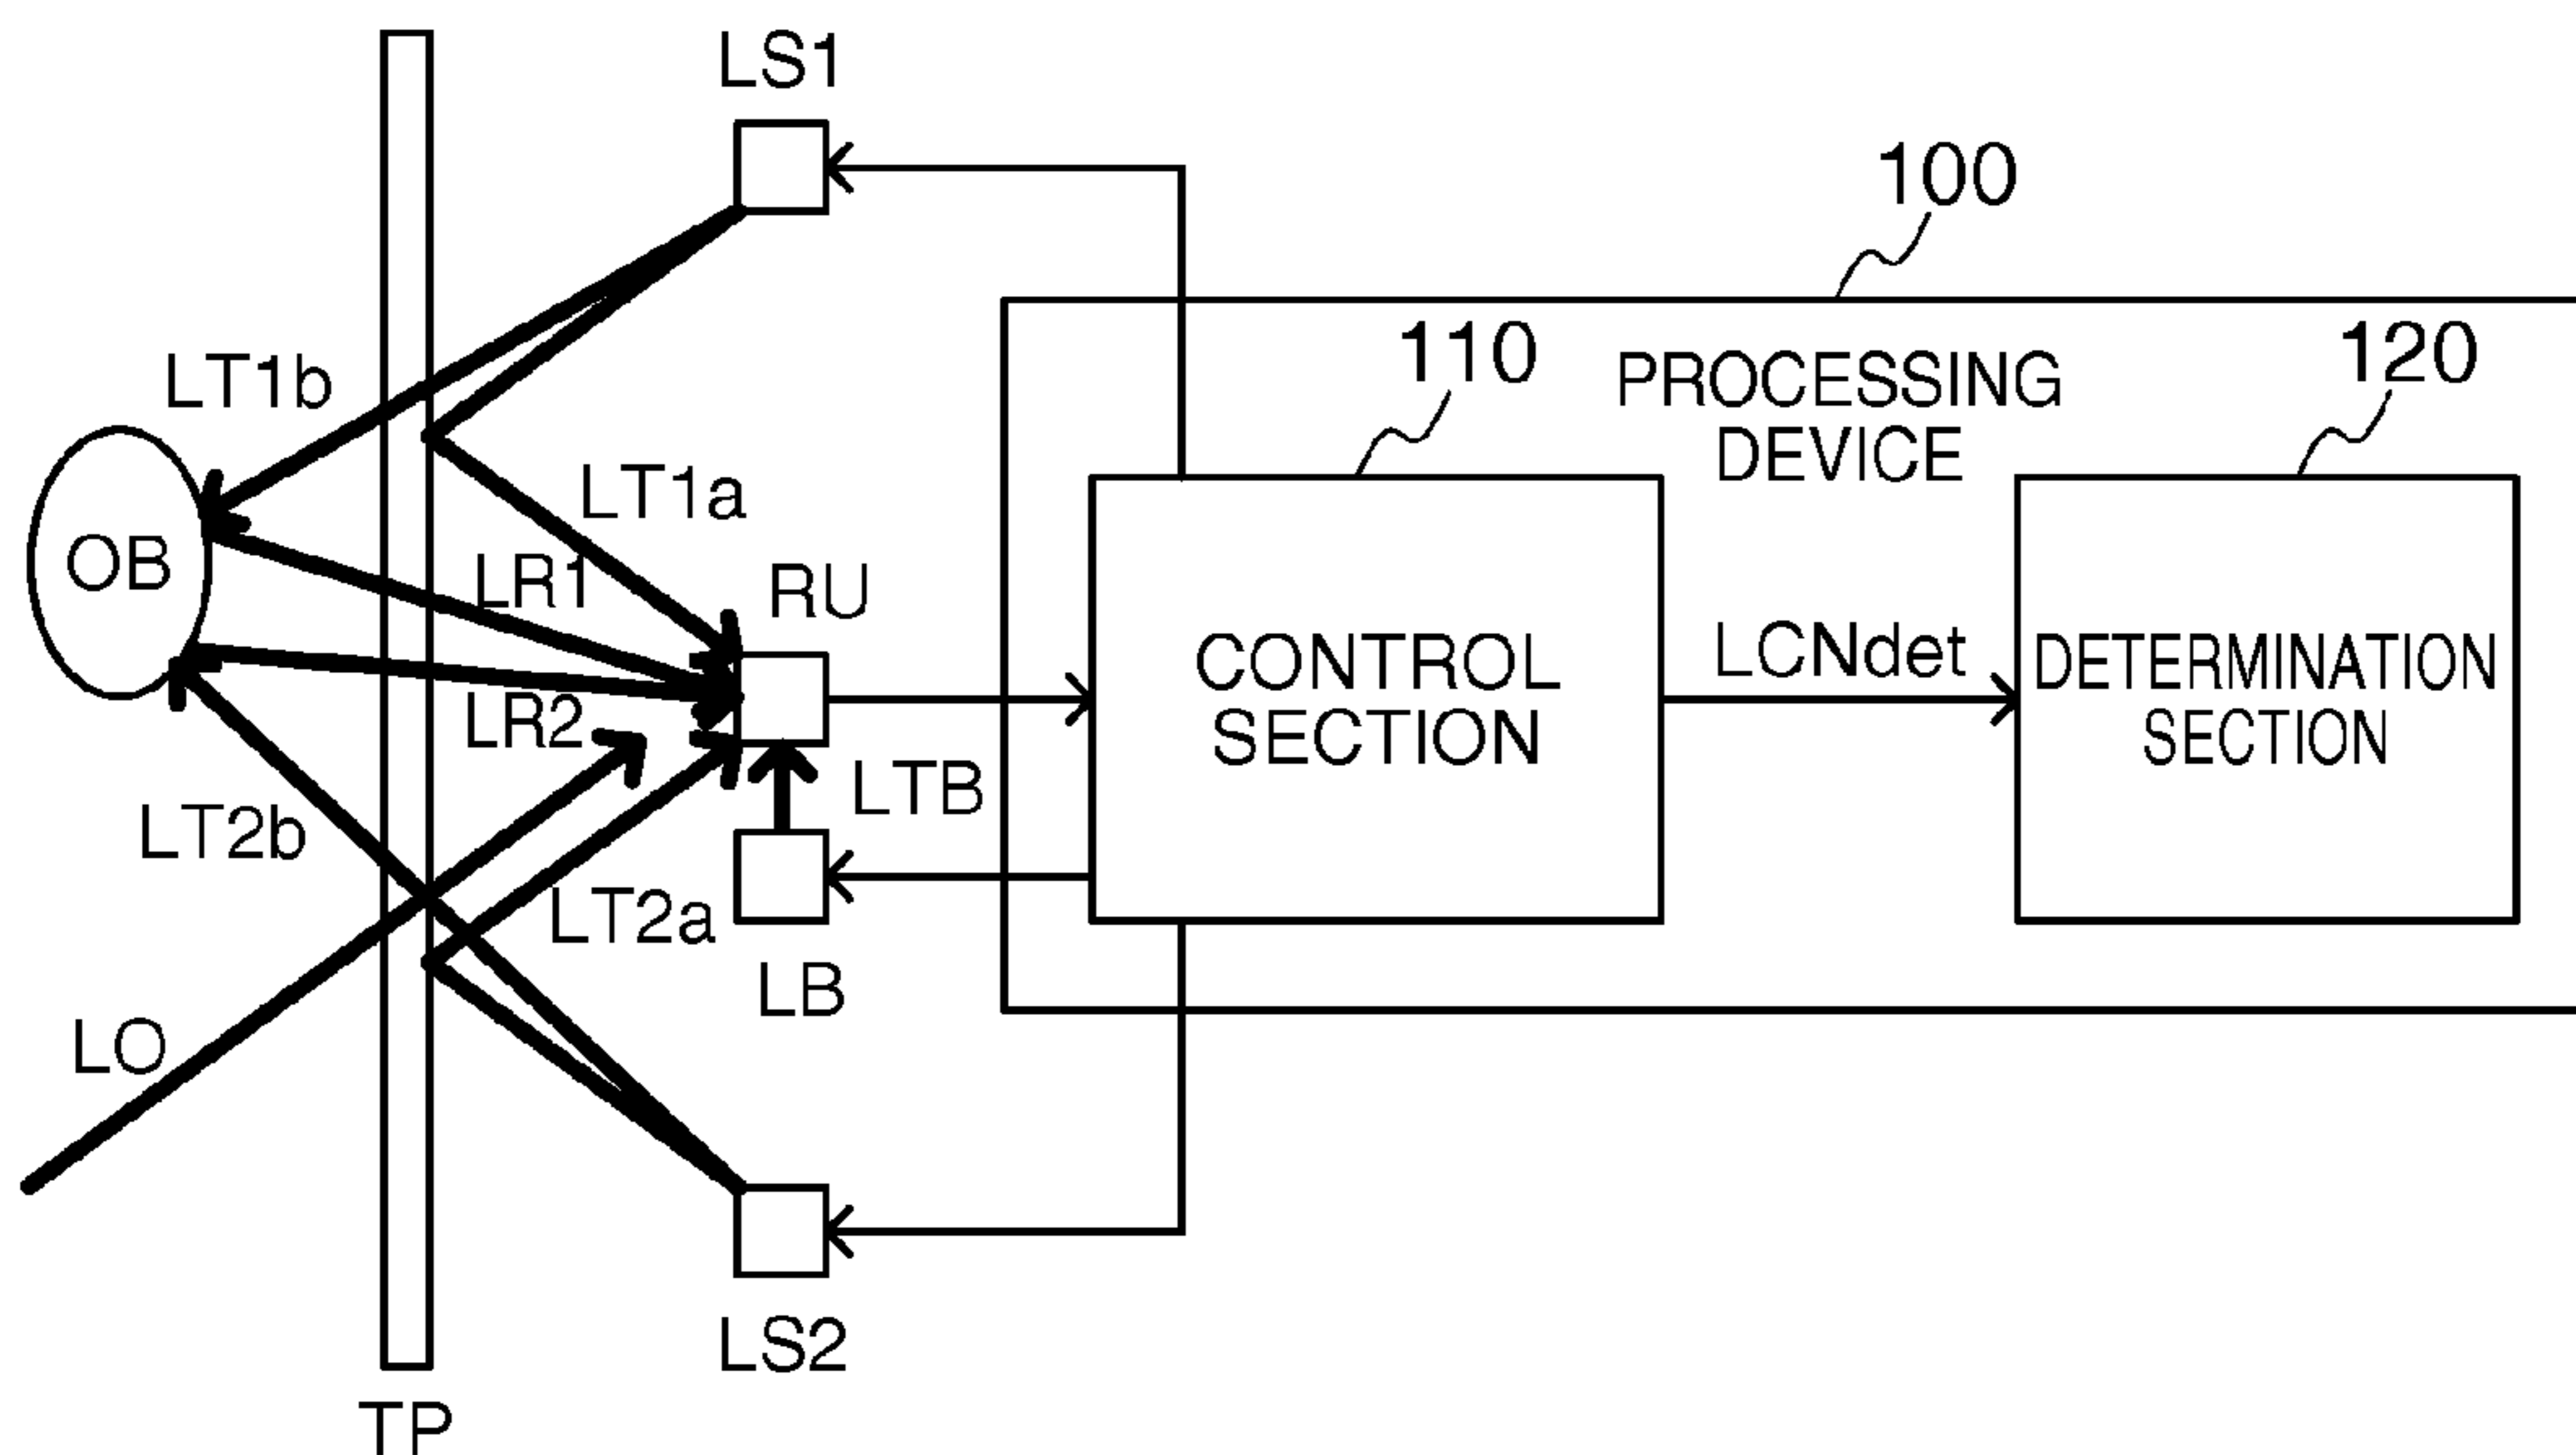 LS1
100
110
PROCESSING
DEVICE
120
LT1b
LT1a
OB
LR1
RU
CONTROL
SECTION
LCNdet
DETERMINATION
SECTION
LR2
LTB
LT2b
LT2a
LB
LO
LS2
TP